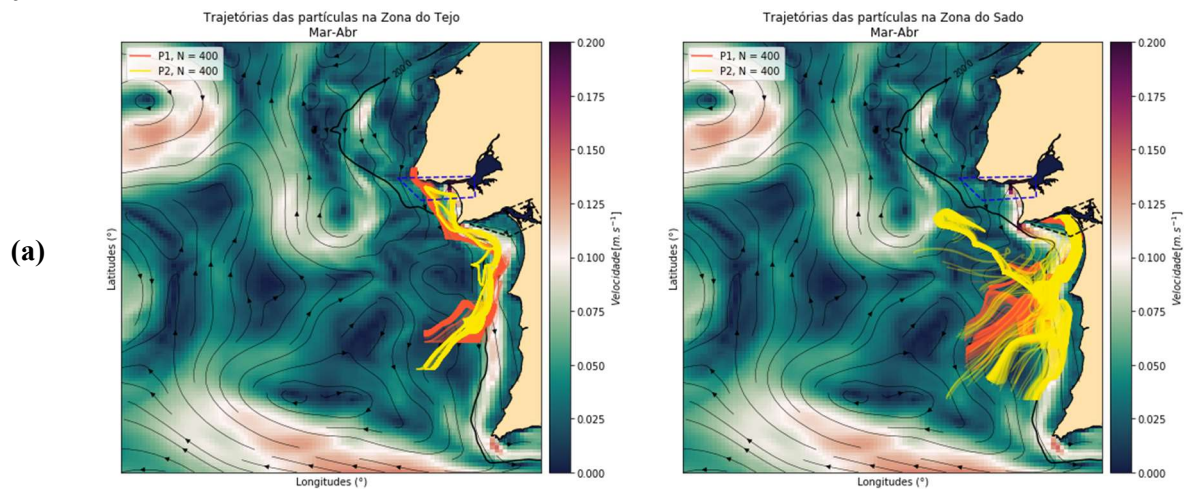 (a)
Trajetórias das partículas na Zona do Tejo
Mar-Abr
P1, N = 400
P2, N = 400
200.0
Latitudes (°)
Longitudes (°)
0.200
0.175
0.150
0.125
0.100
0.075
0.050
0.025
0.000
Velocidade[m. s⁻¹]
Trajetórias das partículas na Zona do Sado
Mar-Abr
P1, N = 400
P2, N = 400
200.0
Latitudes (°)
Longitudes (°)
0.200
0.175
0.150
0.125
0.100
0.075
0.050
0.025
0.000
Velocidade[m. s⁻¹]